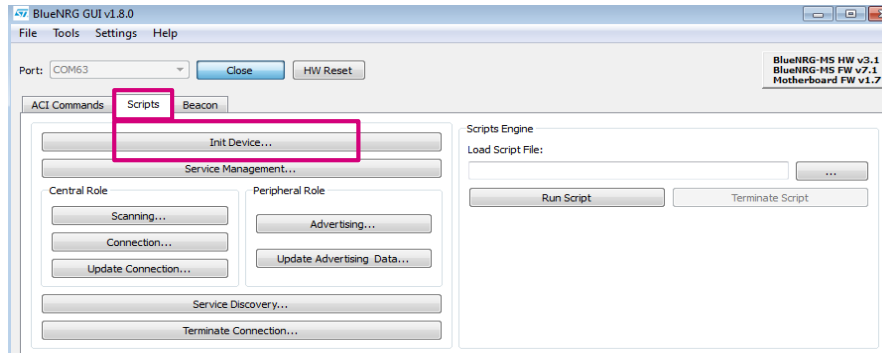 BlueNRG GUI v1.8.0
File Tools Settings Help
Port: COM63 Close HW Reset
BlueNRG-MS HW v3.1
BlueNRG-MS FW v7.1
Motherboard FW v1.7
ACI Commands Scripts Beacon
Init Device...
Service Management...
Central Role
Scanning...
Connection...
Update Connection...
Peripheral Role
Advertising...
Update Advertising Data...
Service Discovery...
Terminate Connection...
Scripts Engine
Load Script File:
...
Run Script Terminate Script